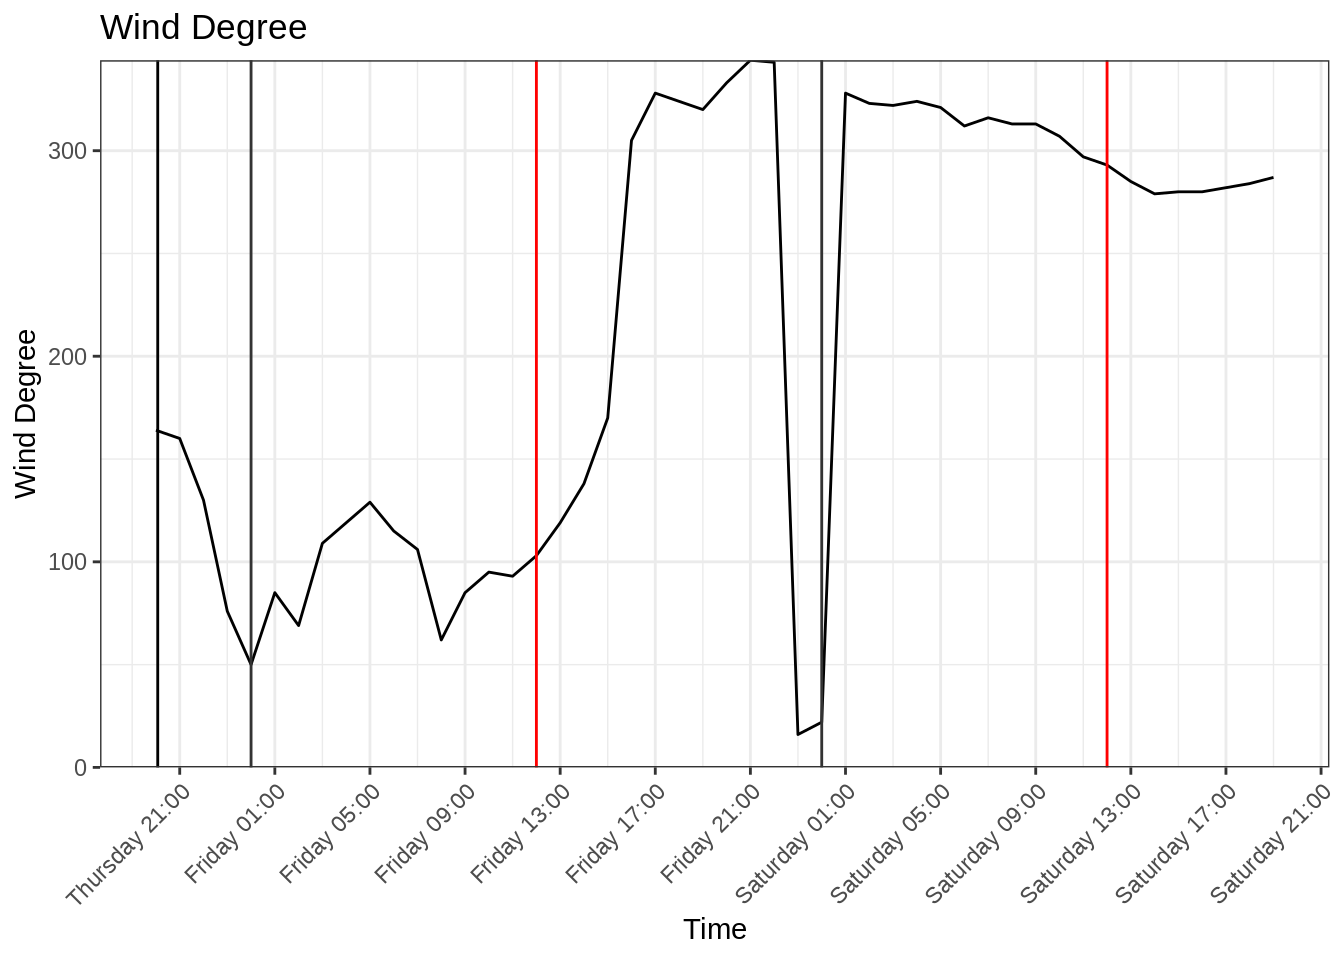 Wind Degree
Wind Degree
300
200
100
0
Thursday 21:00
Friday 01:00
Friday 05:00
Friday 09:00
Friday 13:00
Friday 17:00
Friday 21:00
Saturday 01:00
Saturday 05:00
Saturday 09:00
Saturday 13:00
Saturday 17:00
Saturday 21:00
Time